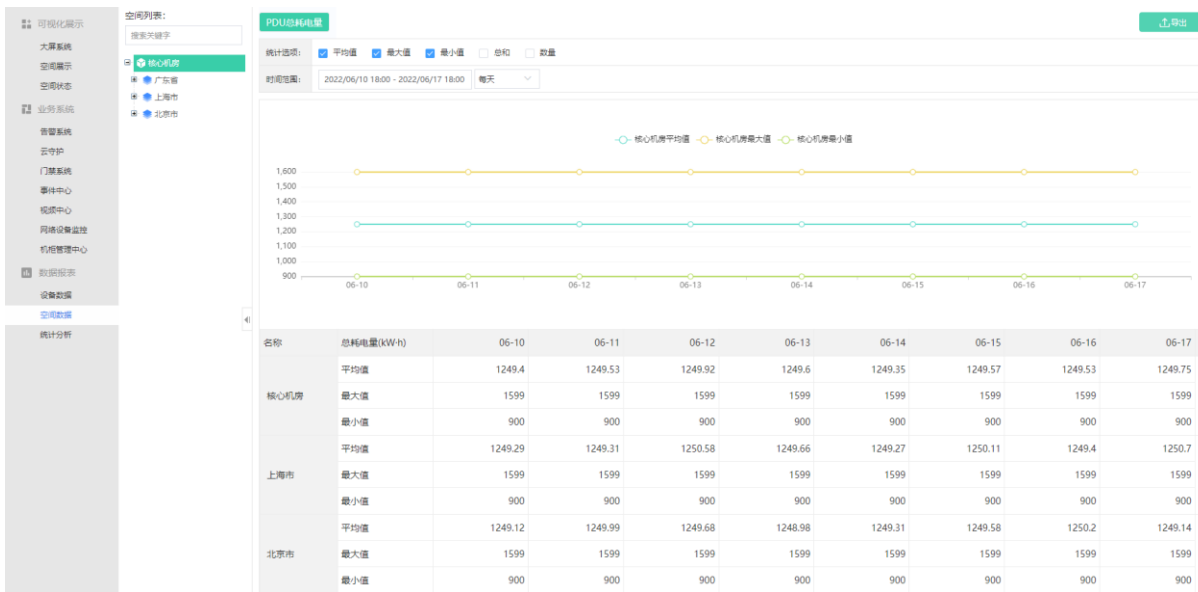 可视化展示
大屏系统
空间展示
空间状态
业务系统
告警系统
云守护
门禁系统
事件中心
视频中心
网络设备监控
机柜管理中心
数据报表
设备数据
空间数据
统计分析
空间列表:
搜索关键字
核心机房
广东省
上海市
北京市
PDU总耗电量
导出
统计选项: 平均值 最大值 最小值 总和 数量
时间范围: 2022/06/10 18:00 - 2022/06/17 18:00 每天
核心机房平均值 核心机房最大值 核心机房最小值
1,600
1,500
1,400
1,300
1,200
1,100
1,000
900
06-10 06-11 06-12 06-13 06-14 06-15 06-16 06-17
名称 总耗电量(kW·h) 06-10 06-11 06-12 06-13 06-14 06-15 06-16 06-17
平均值 1249.4 1249.53 1249.92 1249.6 1249.35 1249.57 1249.53 1249.75
核心机房 最大值 1599 1599 1599 1599 1599 1599 1599 1599
最小值 900 900 900 900 900 900 900 900
平均值 1249.29 1249.31 1250.58 1249.66 1249.27 1250.11 1249.4 1250.7
上海市 最大值 1599 1599 1599 1599 1599 1599 1599 1599
最小值 900 900 900 900 900 900 900 900
平均值 1249.12 1249.99 1249.68 1248.98 1249.31 1249.58 1250.2 1249.14
北京市 最大值 1599 1599 1599 1599 1599 1599 1599 1599
最小值 900 900 900 900 900 900 900 900